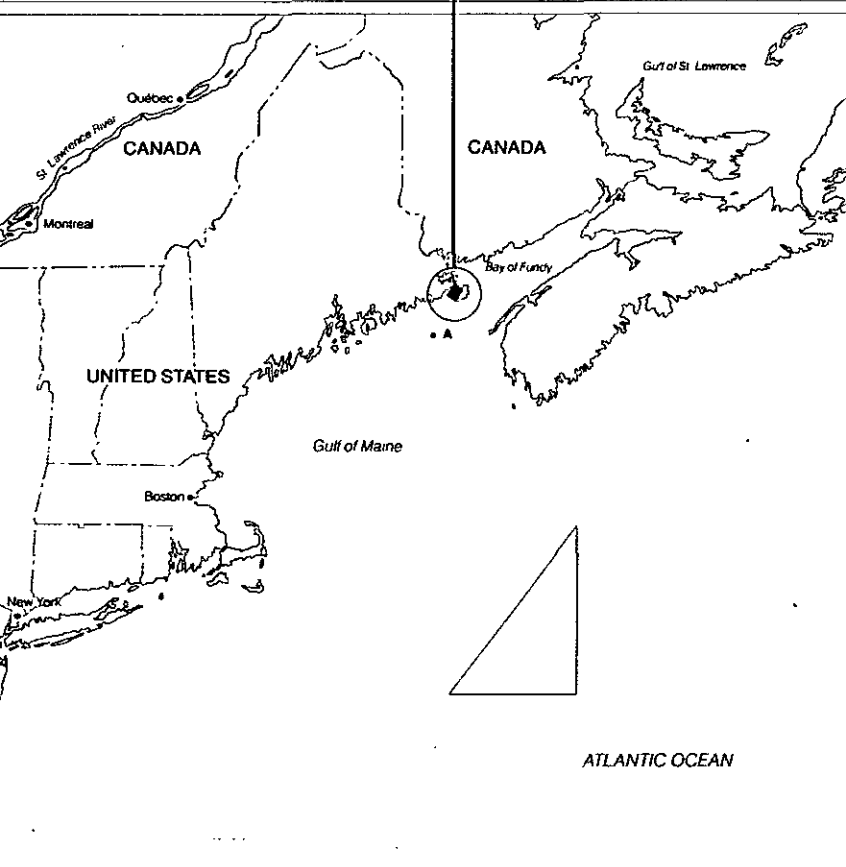 Gulf of St Lawrence
Québec
St Lawrence River
CANADA
CANADA
Montreal
Bay of Fundy
A
UNITED STATES
Gulf of Maine
Boston
New York
ATLANTIC OCEAN